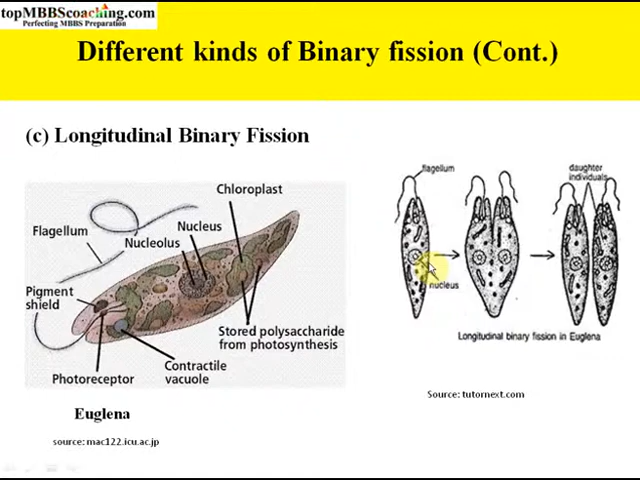 topMBBScoaching.com
Perfecting MBBS Preparation
Different kinds of Binary fission (Cont.)
(c) Longitudinal Binary Fission
Chloroplast
Nucleus
Flagellum
Nucleolus
Pigment
shield
Stored polysaccharide
from photosynthesis
Contractile
vacuole
Photoreceptor
Euglena
source: mac122.icu.ac.jp
flagellum
daughter
individuals
nucleus
Longitudinal binary fission in Euglena
Source: tutornext.com